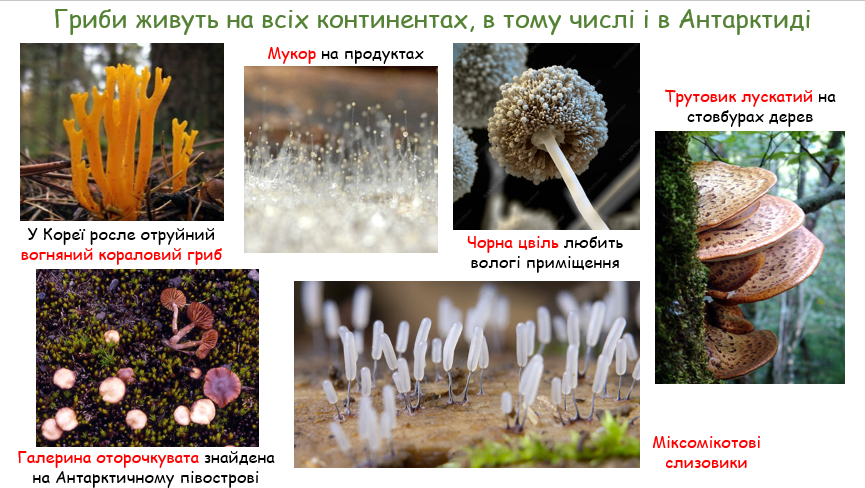 Гриби живуть на всіх континентах, в тому числі і в Антарктиді
Мукор на продуктах
Трутовик лускатий на
стовбурах дерев
У Кореї росле отруйний
вогняний кораловий гриб
Чорна цвіль любить
вологі приміщення
Галерина оторочкувата знайдена
на Антарктичному півострові
Міксомікотові
слизовики